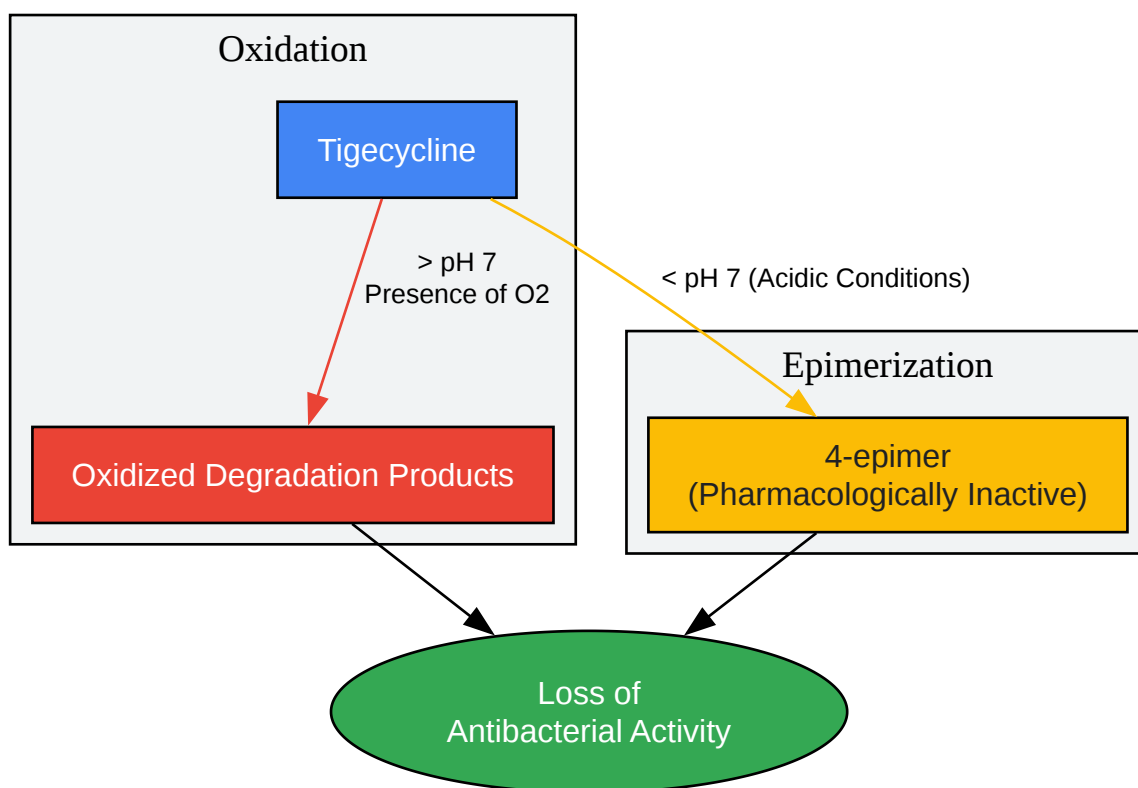 Oxidation
Tigecycline
> pH 7
Presence of O2
< pH 7 (Acidic Conditions)
Epimerization
Oxidized Degradation Products
4-epimer
(Pharmacologically Inactive)
Loss of
Antibacterial Activity